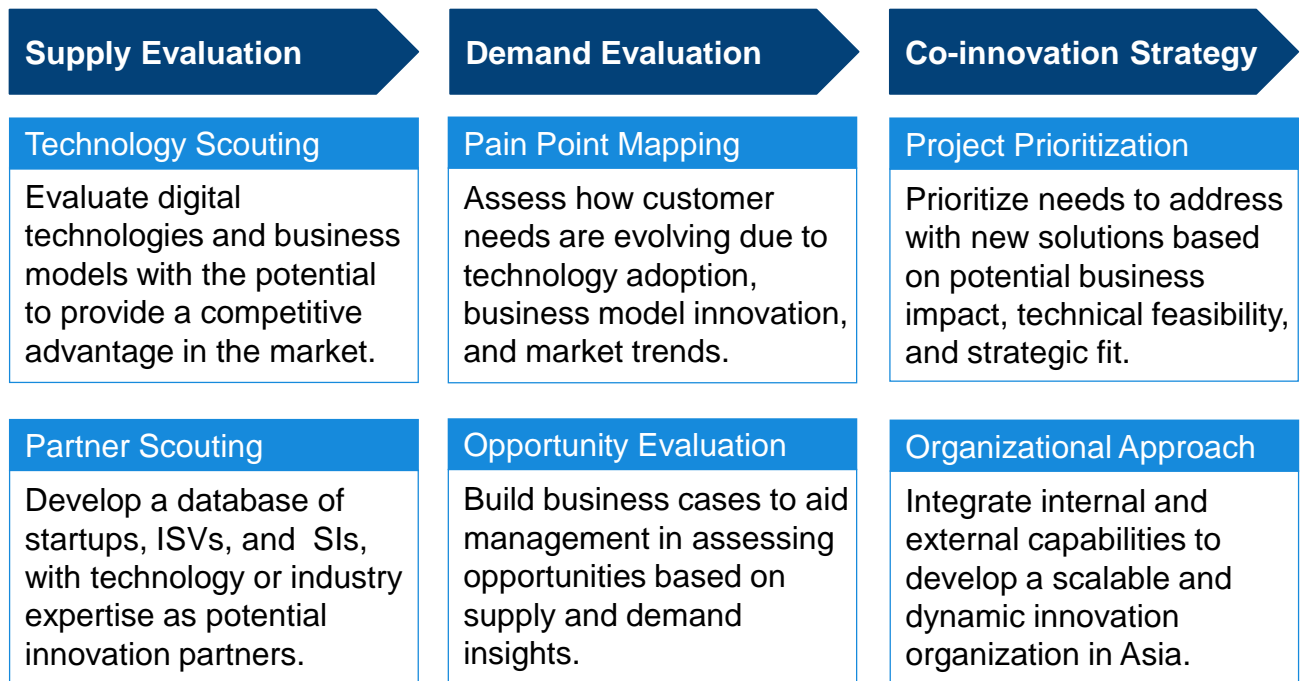 Supply Evaluation
Demand Evaluation
Co-innovation Strategy
Technology Scouting
Evaluate digital
technologies and business
models with the potential
to provide a competitive
advantage in the market.
Pain Point Mapping
Assess how customer
needs are evolving due to
technology adoption,
business model innovation,
and market trends.
Project Prioritization
Prioritize needs to address
with new solutions based
on potential business
impact, technical feasibility,
and strategic fit.
Partner Scouting
Develop a database of
startups, ISVs, and SIs,
with technology or industry
expertise as potential
innovation partners.
Opportunity Evaluation
Build business cases to aid
management in assessing
opportunities based on
supply and demand
insights.
Organizational Approach
Integrate internal and
external capabilities to
develop a scalable and
dynamic innovation
organization in Asia.